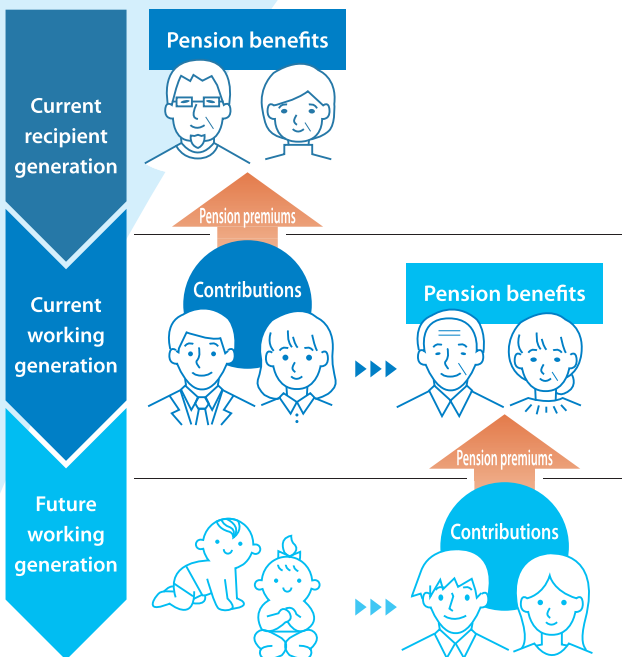 Pension benefits
Current
recipient
generation
Pension premiums
Current
working
generation
Contributions
Pension benefits
Pension premiums
Future
working
generation
Contributions